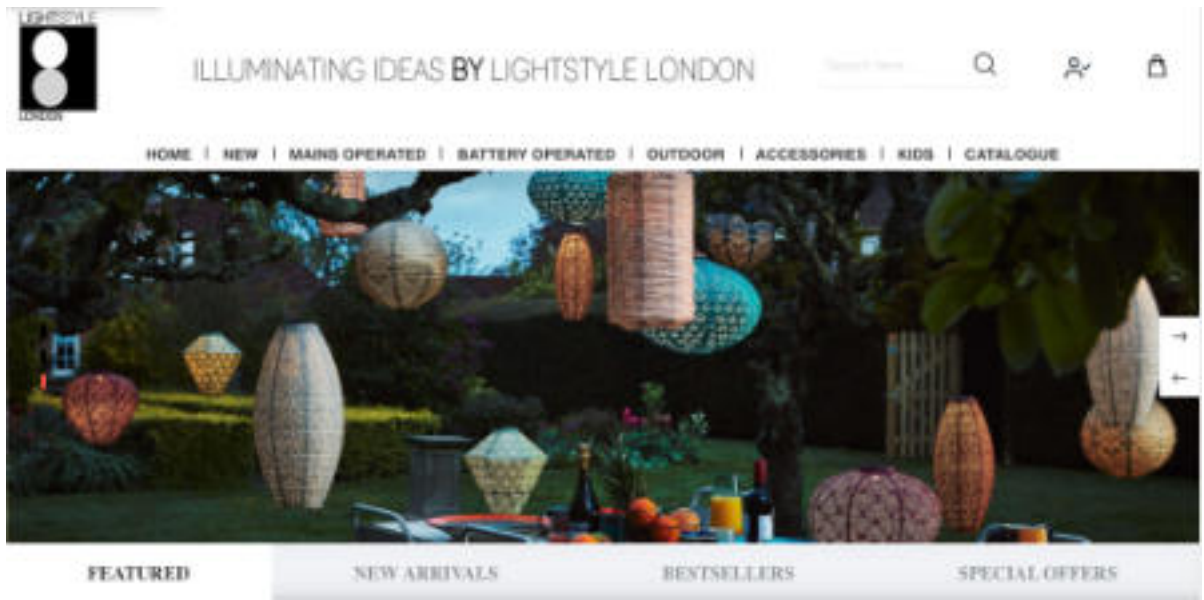 LIGHTSTYLE
LONDON
ILLUMINATING IDEAS BY LIGHTSTYLE LONDON
HOME | NEW | MAINS OPERATED | BATTERY OPERATED | OUTDOOR | ACCESSORIES | KIDS | CATALOGUE
FEATURED NEW ARRIVALS BESTSELLERS SPECIAL OFFERS